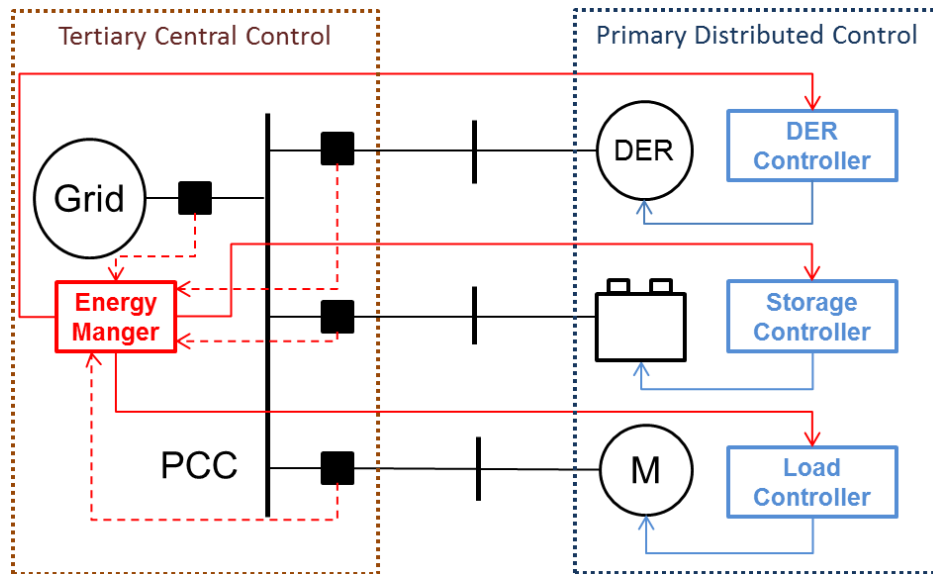 Tertiary Central Control
Primary Distributed Control
Grid
DER
DER
Controller
Energy
Manger
Storage
Controller
PCC
M
Load
Controller